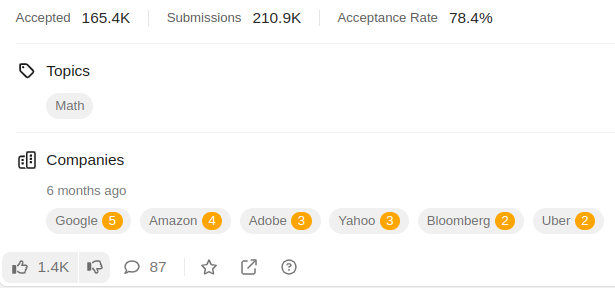 Accepted 165.4K Submissions 210.9K Acceptance Rate 78.4%
Topics
Math
Companies
6 months ago
Google 5 Amazon 4 Adobe 3 Yahoo 3 Bloomberg 2 Uber 2
1.4K 87 ?